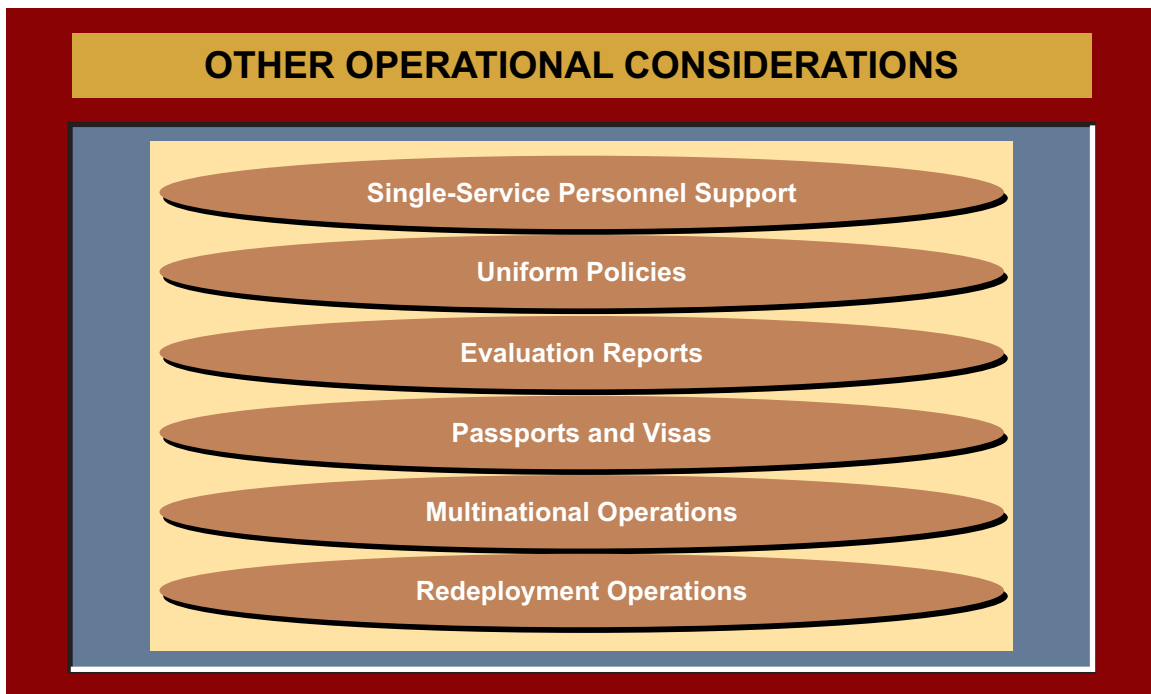 OTHER OPERATIONAL CONSIDERATIONS
Single-Service Personnel Support
Uniform Policies
Evaluation Reports
Passports and Visas
Multinational Operations
Redeployment Operations